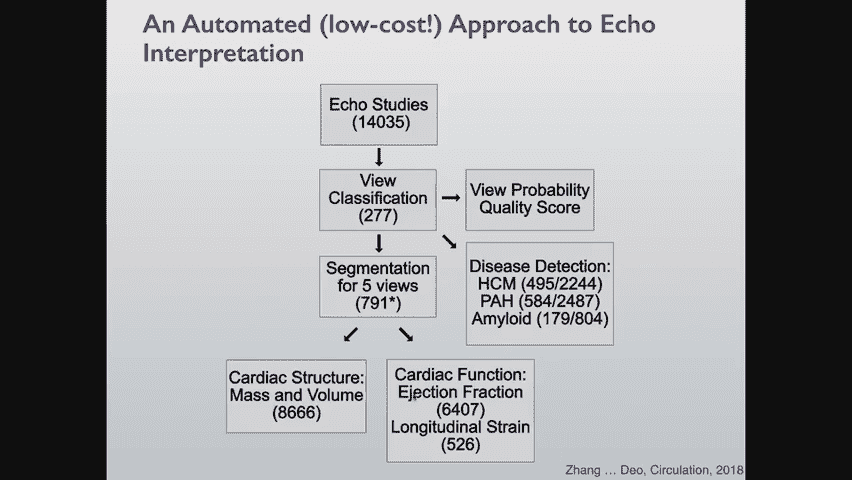 An Automated (low-cost!) Approach to Echo
Interpretation
Echo Studies
(14035)
View
Classification
(277)
View Probability
Quality Score
Segmentation
for 5 views
(791*)
Disease Detection:
HCM (495/2244)
PAH (584/2487)
Amyloid (179/804)
Cardiac Structure:
Mass and Volume
(8666)
Cardiac Function:
Ejection Fraction
(6407)
Longitudinal Strain
(526)
Zhang ... Deo, Circulation, 2018